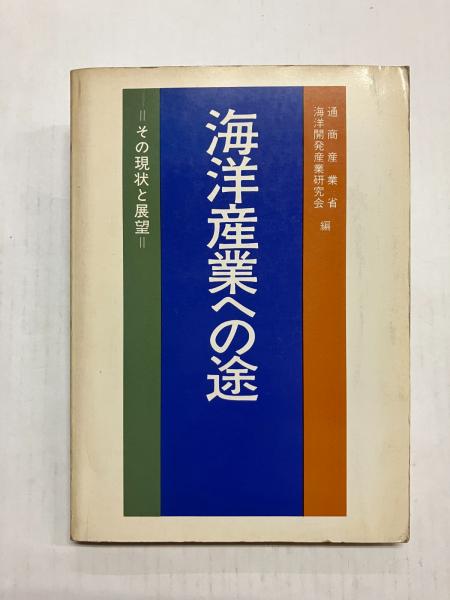 通商産業省
海洋開発産業研究会
編
海洋産業への途
=その現状と展望=